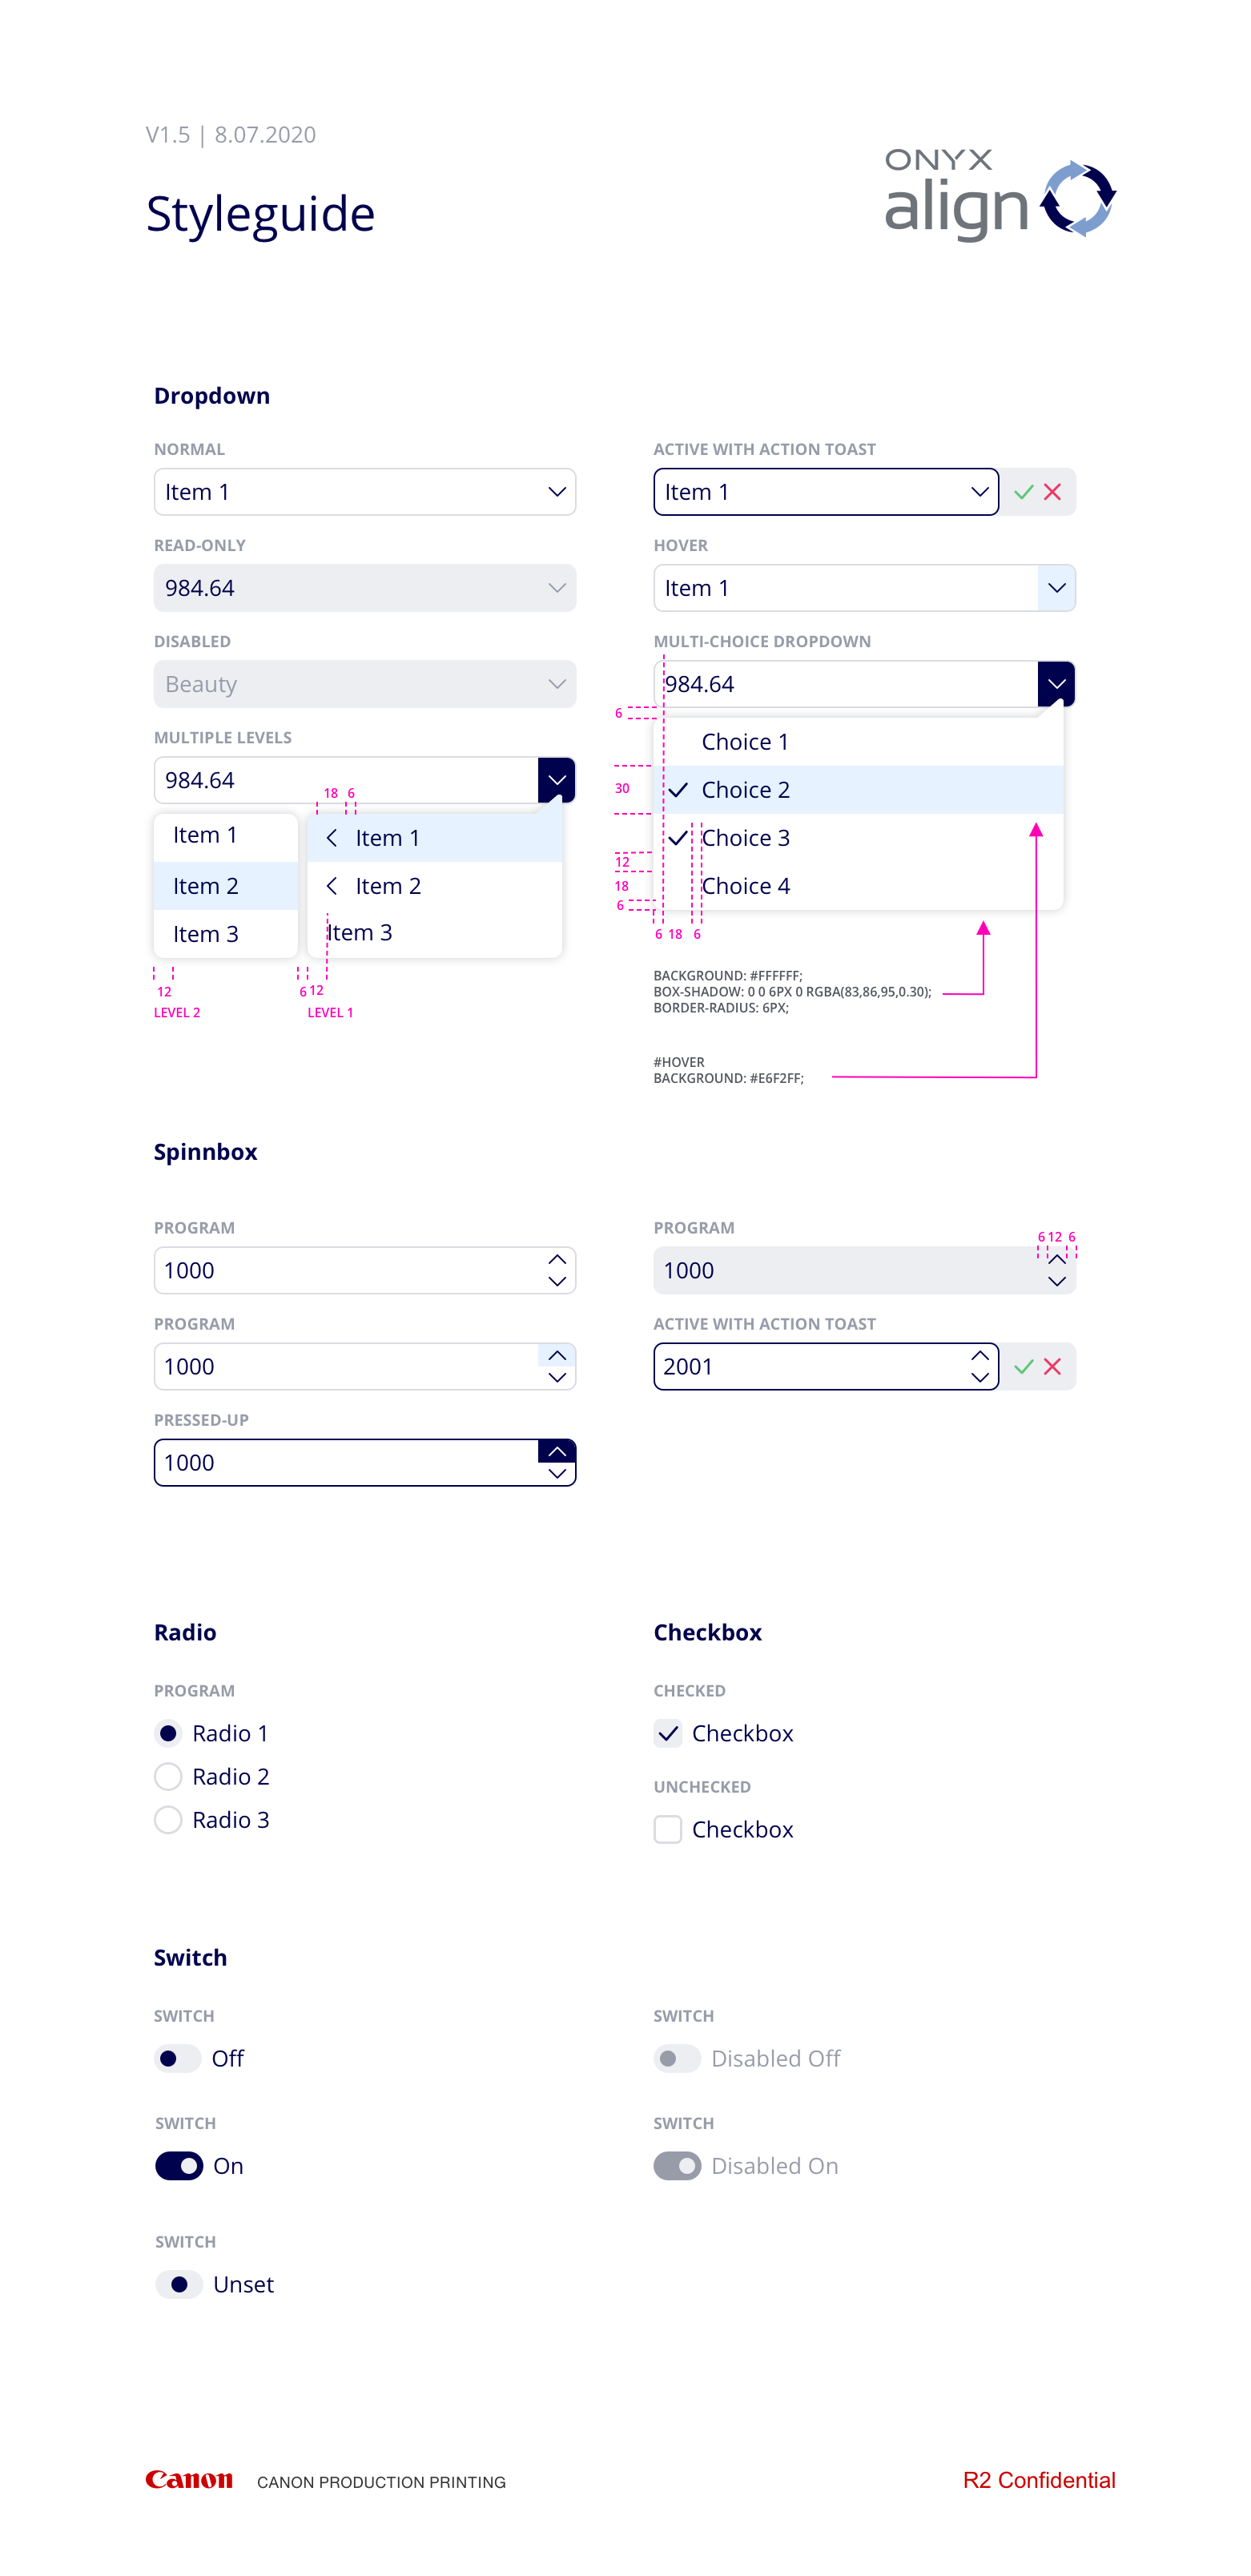 V1.5 | 8.07.2020
Styleguide
ONYX
align
Dropdown
NORMAL
Item 1
READ-ONLY
984.64
DISABLED
Beauty
MULTIPLE LEVELS
984.64
18 6
Item 1
Item 2
Item 3
Item 1
Item 2
Item 3
12
6 12
LEVEL 2
LEVEL 1
ACTIVE WITH ACTION TOAST
Item 1
HOVER
Item 1
MULTI-CHOICE DROPDOWN
984.64
6
Choice 1
30
Choice 2
Choice 3
12
18
Choice 4
6
6 18 6
BACKGROUND: #FFFFFF;
BOX-SHADOW: 0 0 6PX 0 RGBA(83,86,95,0.30);
BORDER-RADIUS: 6PX;
#HOVER
BACKGROUND: #E6F2FF;
Spinnbox
PROGRAM
1000
PROGRAM
1000
PRESSED-UP
1000
PROGRAM
6 12 6
1000
ACTIVE WITH ACTION TOAST
2001
Radio
PROGRAM
Radio 1
Radio 2
Radio 3
Checkbox
CHECKED
Checkbox
UNCHECKED
Checkbox
Switch
SWITCH
Off
SWITCH
On
SWITCH
Unset
SWITCH
Disabled Off
SWITCH
Disabled On
Canon CANON PRODUCTION PRINTING
R2 Confidential